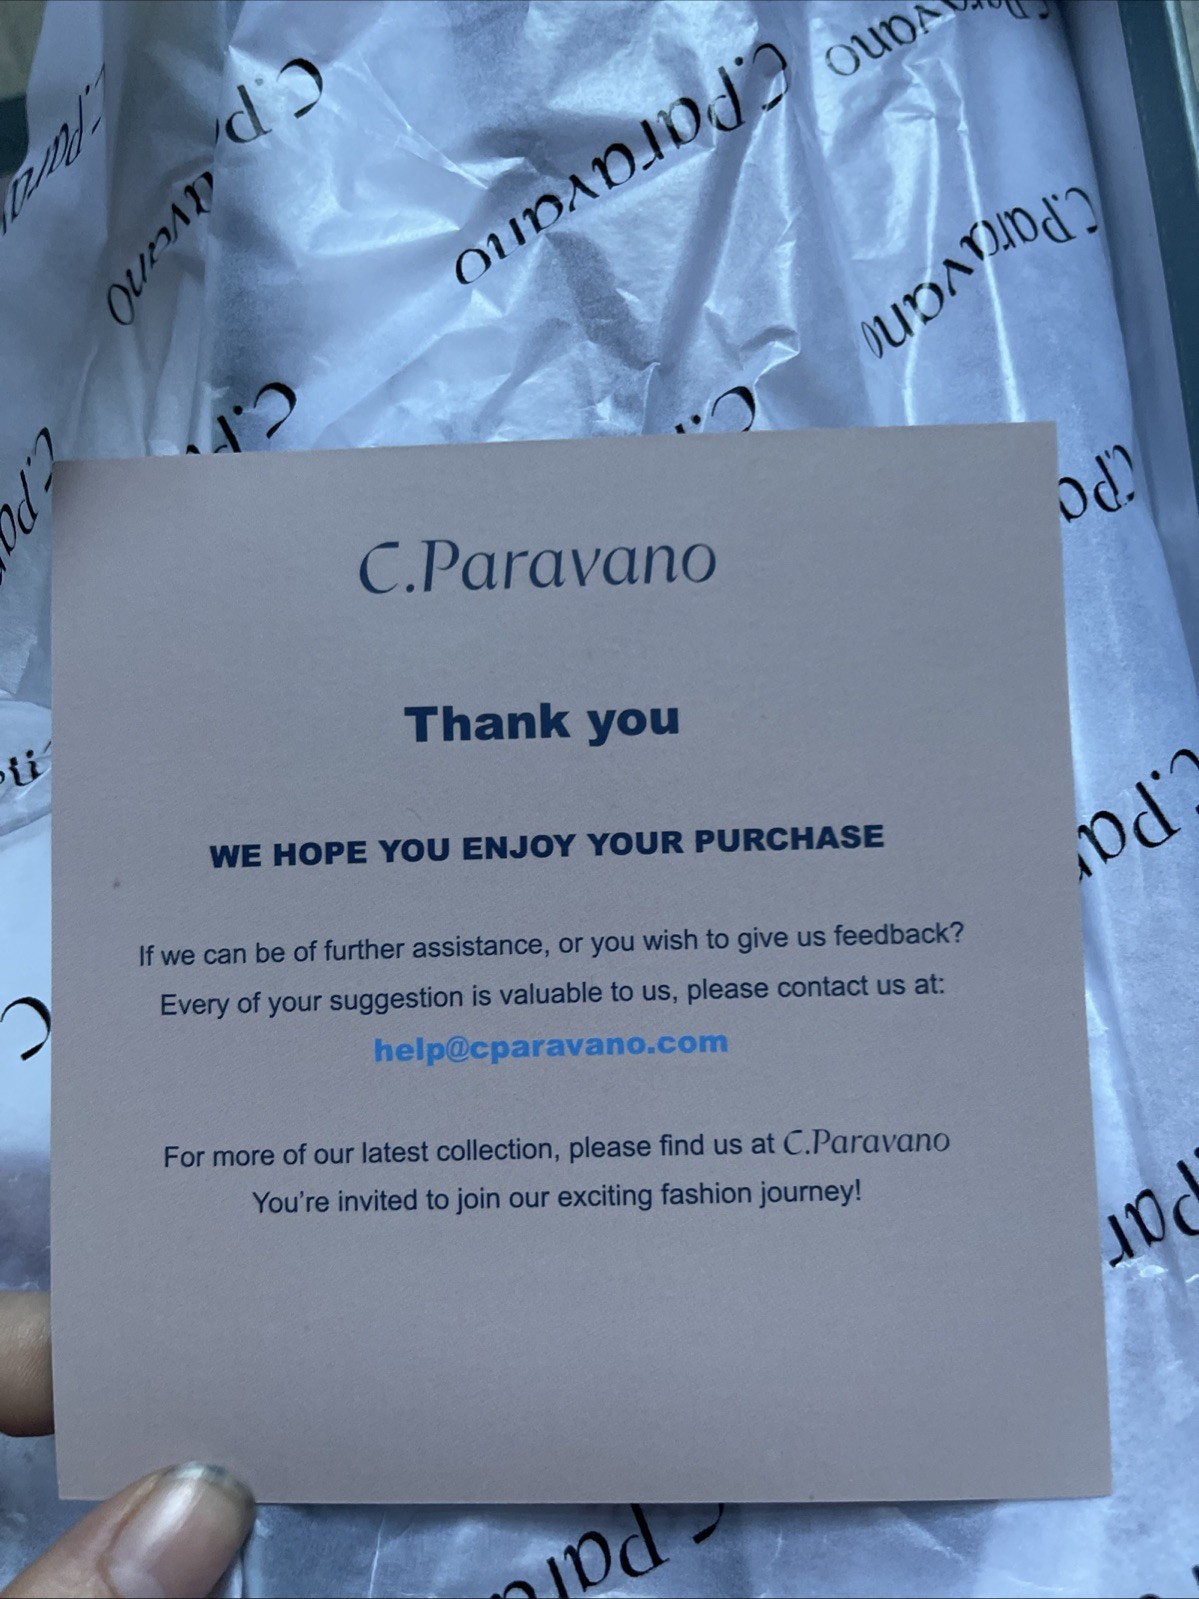 C.P
C.Paravano
C.Paravano
C.Paravano
C.Paravano
Thank you
WE HOPE YOU ENJOY YOUR PURCHASE
If we can be of further assistance, or you wish to give us feedback?
Every of your suggestion is valuable to us, please contact us at:
help@cparavano.com
For more of our latest collection, please find us at C.Paravano
You're invited to join our exciting fashion journey!